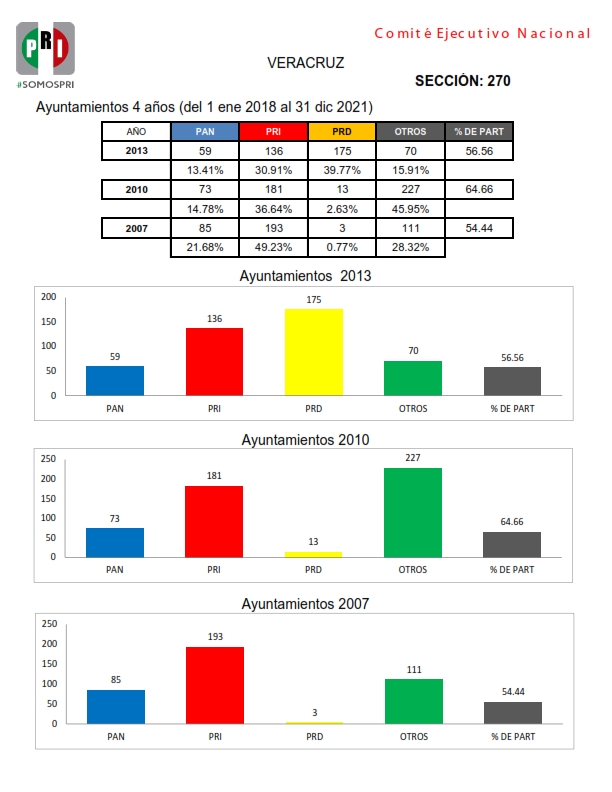 Comité Ejecutivo Nacional
PRI
#SOMOSPRI
VERACRUZ
SECCIÓN: 270
Ayuntamientos 4 años (del 1 ene 2018 al 31 dic 2021)
AÑO PAN PRI PRD OTROS % DE PART
2013 59 136 175 70 56.56
13.41% 30.91% 39.77% 15.91%
2010 73 181 13 227 64.66
14.78% 36.64% 2.63% 45.95%
2007 85 193 3 111 54.44
21.68% 49.23% 0.77% 28.32%
Ayuntamientos 2013
200
150
100
50
0
59 136 175 70 56.56
PAN PRI PRD OTROS % DE PART
Ayuntamientos 2010
250
200
150
100
50
0
73 181 13 227 64.66
PAN PRI PRD OTROS % DE PART
Ayuntamientos 2007
250
200
150
100
50
0
85 193 3 111 54.44
PAN PRI PRD OTROS % DE PART